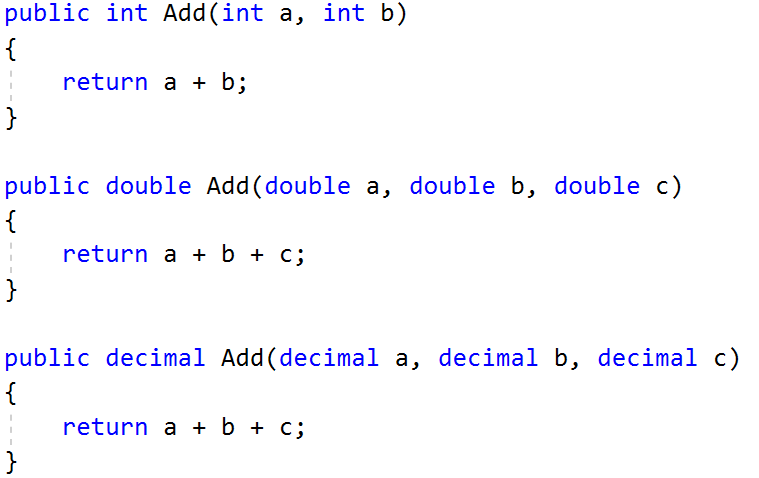 public int Add(int a, int b)
{
    return a + b;
}

public double Add(double a, double b, double c)
{
    return a + b + c;
}

public decimal Add(decimal a, decimal b, decimal c)
{
    return a + b + c;
}